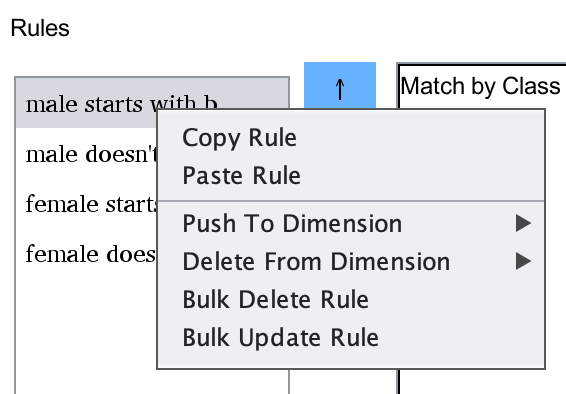 Rules
male starts with b
↑
Match by Class
male doesn't
female starts
female does
Copy Rule
Paste Rule
Push To Dimension
Delete From Dimension
Bulk Delete Rule
Bulk Update Rule